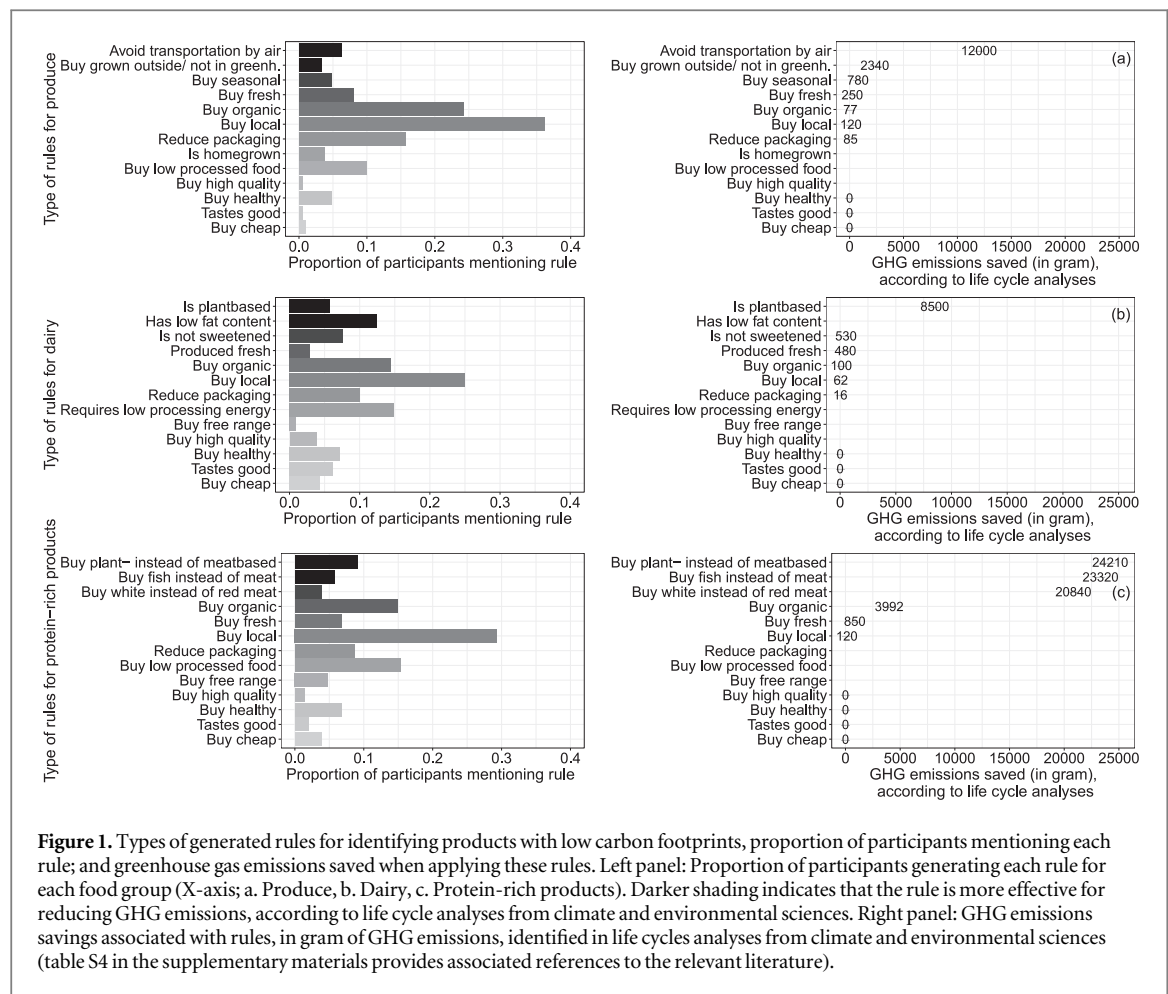 Type of rules for produce
Avoid transportation by air
Buy grown outside/ not in greenh.
Buy seasonal
Buy fresh
Buy organic
Buy local
Reduce packaging
Is homegrown
Buy low processed food
Buy high quality
Buy healthy
Tastes good
Buy cheap
0.0 0.1 0.2 0.3 0.4
Proportion of participants mentioning rule
(a)
Avoid transportation by air 12000
Buy grown outside/ not in greenh. 2340
Buy seasonal 780
Buy fresh 250
Buy organic 77
Buy local 120
Reduce packaging 85
Is homegrown
Buy low processed food
Buy high quality
Buy healthy 0
Tastes good 0
Buy cheap 0
0 5000 10000 15000 20000 25000
GHG emissions saved (in gram),
according to life cycle analyses
Type of rules for dairy
Is plantbased
Has low fat content
Is not sweetened
Produced fresh
Buy organic
Buy local
Reduce packaging
Requires low processing energy
Buy free range
Buy high quality
Buy healthy
Tastes good
Buy cheap
0.0 0.1 0.2 0.3 0.4
Proportion of participants mentioning rule
(b)
Is plantbased 8500
Has low fat content
Is not sweetened 530
Produced fresh 480
Buy organic 100
Buy local 62
Reduce packaging 16
Requires low processing energy
Buy free range
Buy high quality
Buy healthy 0
Tastes good 0
Buy cheap 0
0 5000 10000 15000 20000 25000
GHG emissions saved (in gram),
according to life cycle analyses
Type of rules for protein−rich products
Buy plant− instead of meatbased
Buy fish instead of meat
Buy white instead of red meat
Buy organic
Buy fresh
Buy local
Reduce packaging
Buy low processed food
Buy free range
Buy high quality
Buy healthy
Tastes good
Buy cheap
0.0 0.1 0.2 0.3 0.4
Proportion of participants mentioning rule
Buy plant− instead of meatbased 24210
Buy fish instead of meat 23320
Buy white instead of red meat 20840
(c)
Buy organic 3992
Buy fresh 850
Buy local 120
Reduce packaging
Buy low processed food
Buy free range
Buy high quality 0
Buy healthy 0
Tastes good 0
Buy cheap 0
0 5000 10000 15000 20000 25000
GHG emissions saved (in gram),
according to life cycle analyses
Figure 1. Types of generated rules for identifying products with low carbon footprints, proportion of participants mentioning each
rule; and greenhouse gas emissions saved when applying these rules. Left panel: Proportion of participants generating each rule for
each food group (X-axis; a. Produce, b. Dairy, c. Protein-rich products). Darker shading indicates that the rule is more effective for
reducing GHG emissions, according to life cycle analyses from climate and environmental sciences. Right panel: GHG emissions
savings associated with rules, in gram of GHG emissions, identified in life cycles analyses from climate and environmental sciences
(table S4 in the supplementary materials provides associated references to the relevant literature).